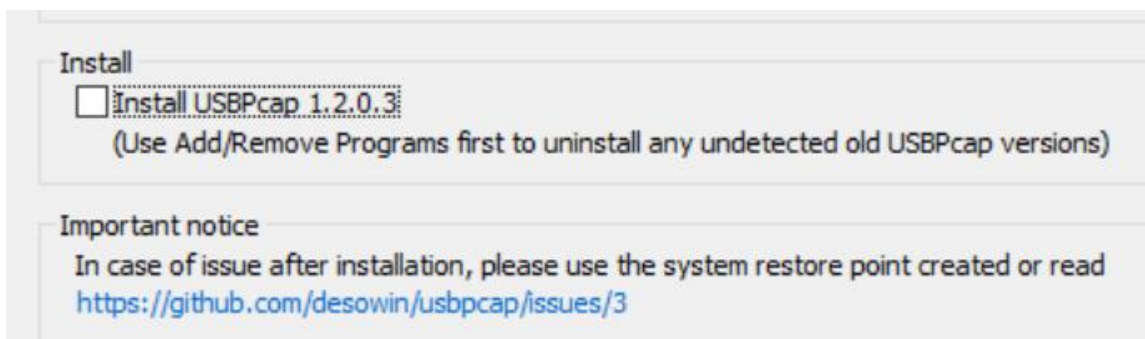 Install
Install USBPcap 1.2.0.3
(Use Add/Remove Programs first to uninstall any undetected old USBPcap versions)
Important notice
In case of issue after installation, please use the system restore point created or read
https://github.com/desowin/usbpcap/issues/3